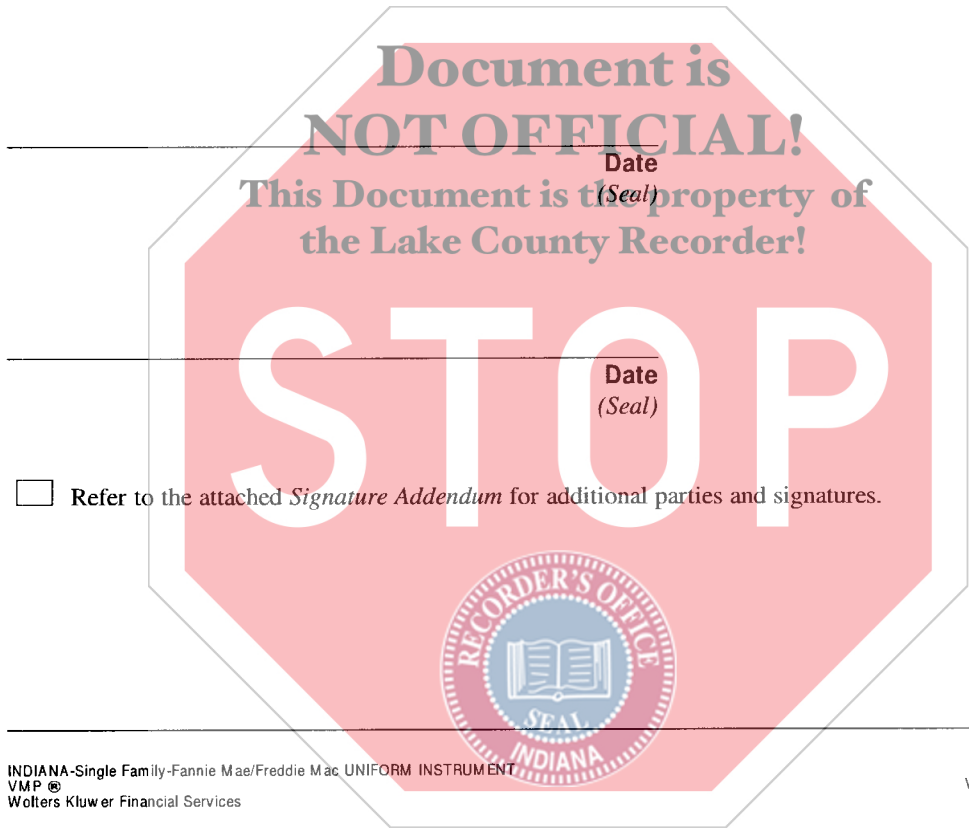 Document is
NOT OFFICIAL!
Date
This Document is the property of
(Seal)
the Lake County Recorder!
STOP
Date
(Seal)
Refer to the attached Signature Addendum for additional parties and signatures.
RECORDER'S OFFICE
SEAL
INDIANA
INDIANA-Single Family-Fannie Mae/Freddie Mac UNIFORM INSTRUMENT
VMP ®
Wolters Kluwer Financial Services